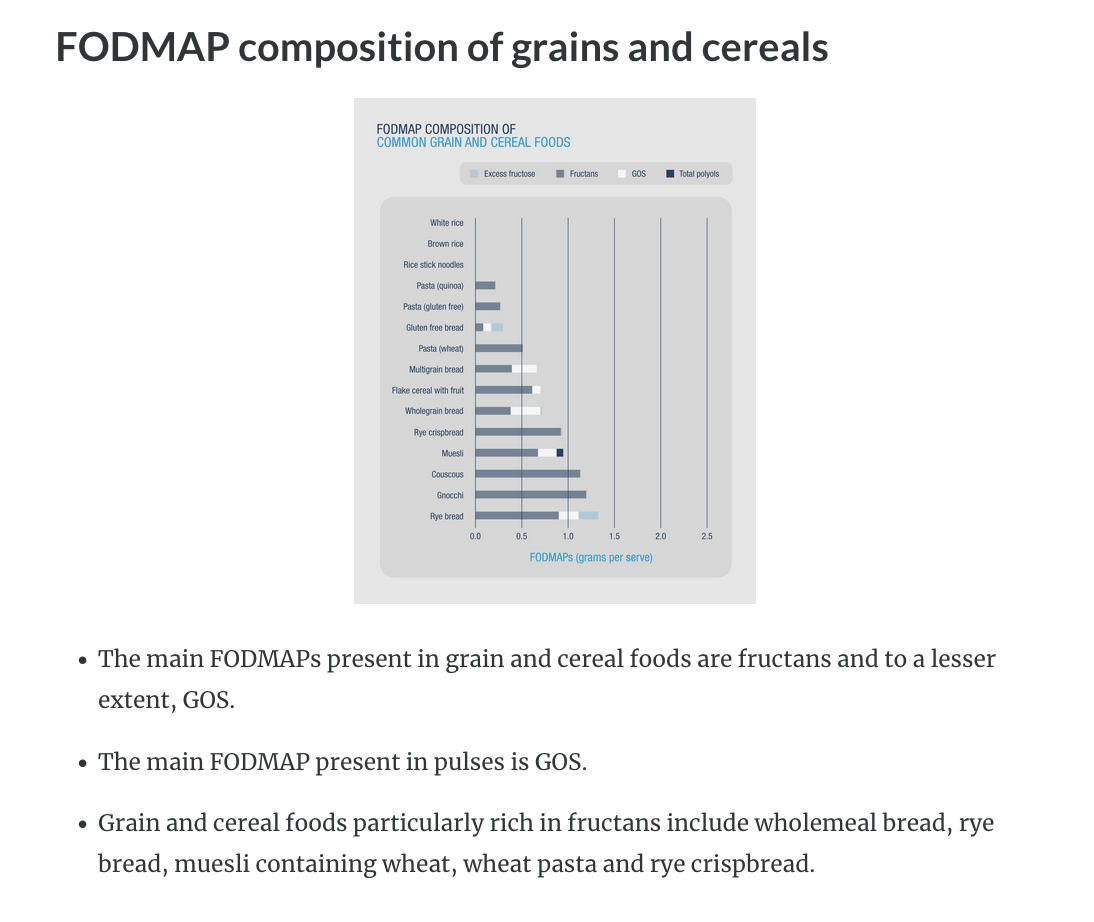 FODMAP composition of grains and cereals
FODMAP COMPOSITION OF
COMMON GRAIN AND CEREAL FOODS
Excess fructose Fructans GOS Total polyols
White rice
Brown rice
Rice stick noodles
Pasta (quinoa)
Pasta (gluten free)
Gluten free bread
Pasta (wheat)
Multigrain bread
Flake cereal with fruit
Wholegrain bread
Rye crispbread
Muesli
Couscous
Gnocchi
Rye bread
0.0 0.5 1.0 1.5 2.0 2.5
FODMAPs (grams per serve)
• The main FODMAPs present in grain and cereal foods are fructans and to a lesser
extent, GOS.
• The main FODMAP present in pulses is GOS.
• Grain and cereal foods particularly rich in fructans include wholemeal bread, rye
bread, muesli containing wheat, wheat pasta and rye crispbread.